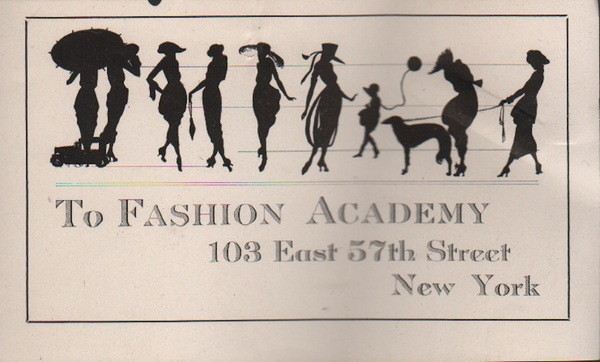 To Fashion Academy
103 East 57th Street
New York